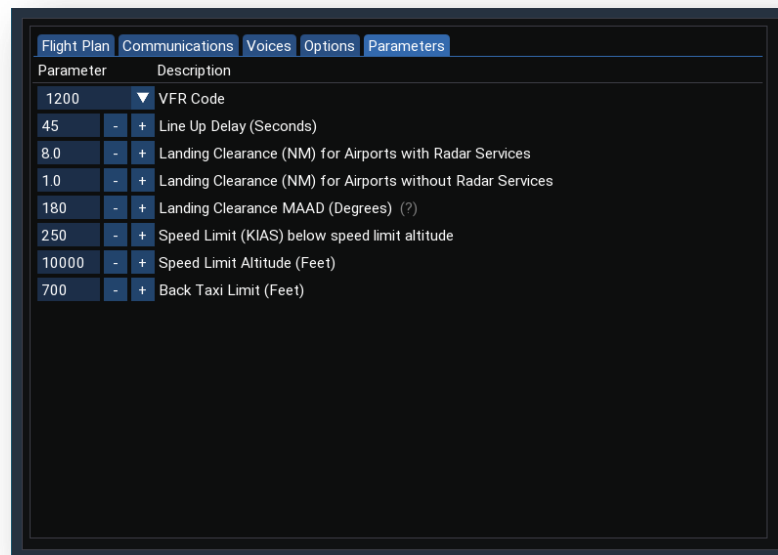 Flight Plan Communications Voices Options Parameters
Parameter Description
1200 ▼ VFR Code
45 - + Line Up Delay (Seconds)
8.0 - + Landing Clearance (NM) for Airports with Radar Services
1.0 - + Landing Clearance (NM) for Airports without Radar Services
180 - + Landing Clearance MAAD (Degrees) (?)
250 - + Speed Limit (KIAS) below speed limit altitude
10000 - + Speed Limit Altitude (Feet)
700 - + Back Taxi Limit (Feet)